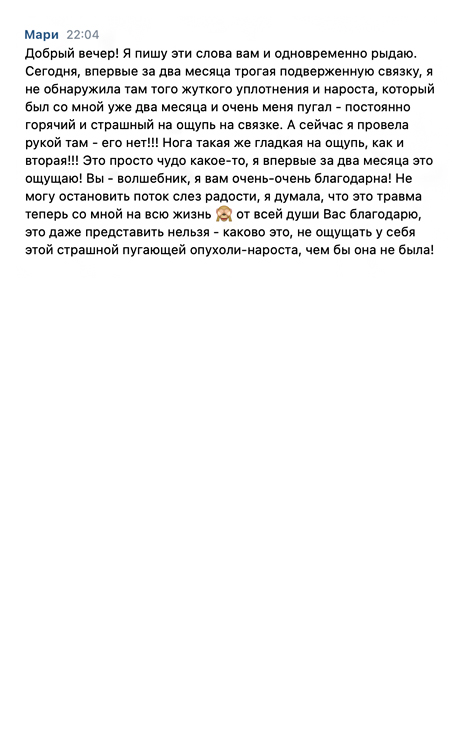 Мари 22:04
Добрый вечер! Я пишу эти слова вам и одновременно рыдаю.
Сегодня, впервые за два месяца трогая подверженную связку, я
не обнаружила там того жуткого уплотнения и нароста, который
был со мной уже два месяца и очень меня пугал - постоянно
горячий и страшный на ощупь на связке. А сейчас я провела
рукой там - его нет!!! Нога такая же гладкая на ощупь, как и
вторая!!! Это просто чудо какое-то, я впервые за два месяца это
ощущаю! Вы - волшебник, я вам очень-очень благодарна! Не
могу остановить поток слез радости, я думала, что это травма
теперь со мной на всю жизнь 🙈 от всей души Вас благодарю,
это даже представить нельзя - каково это, не ощущать у себя
этой страшной пугающей опухоли-нароста, чем бы она не была!